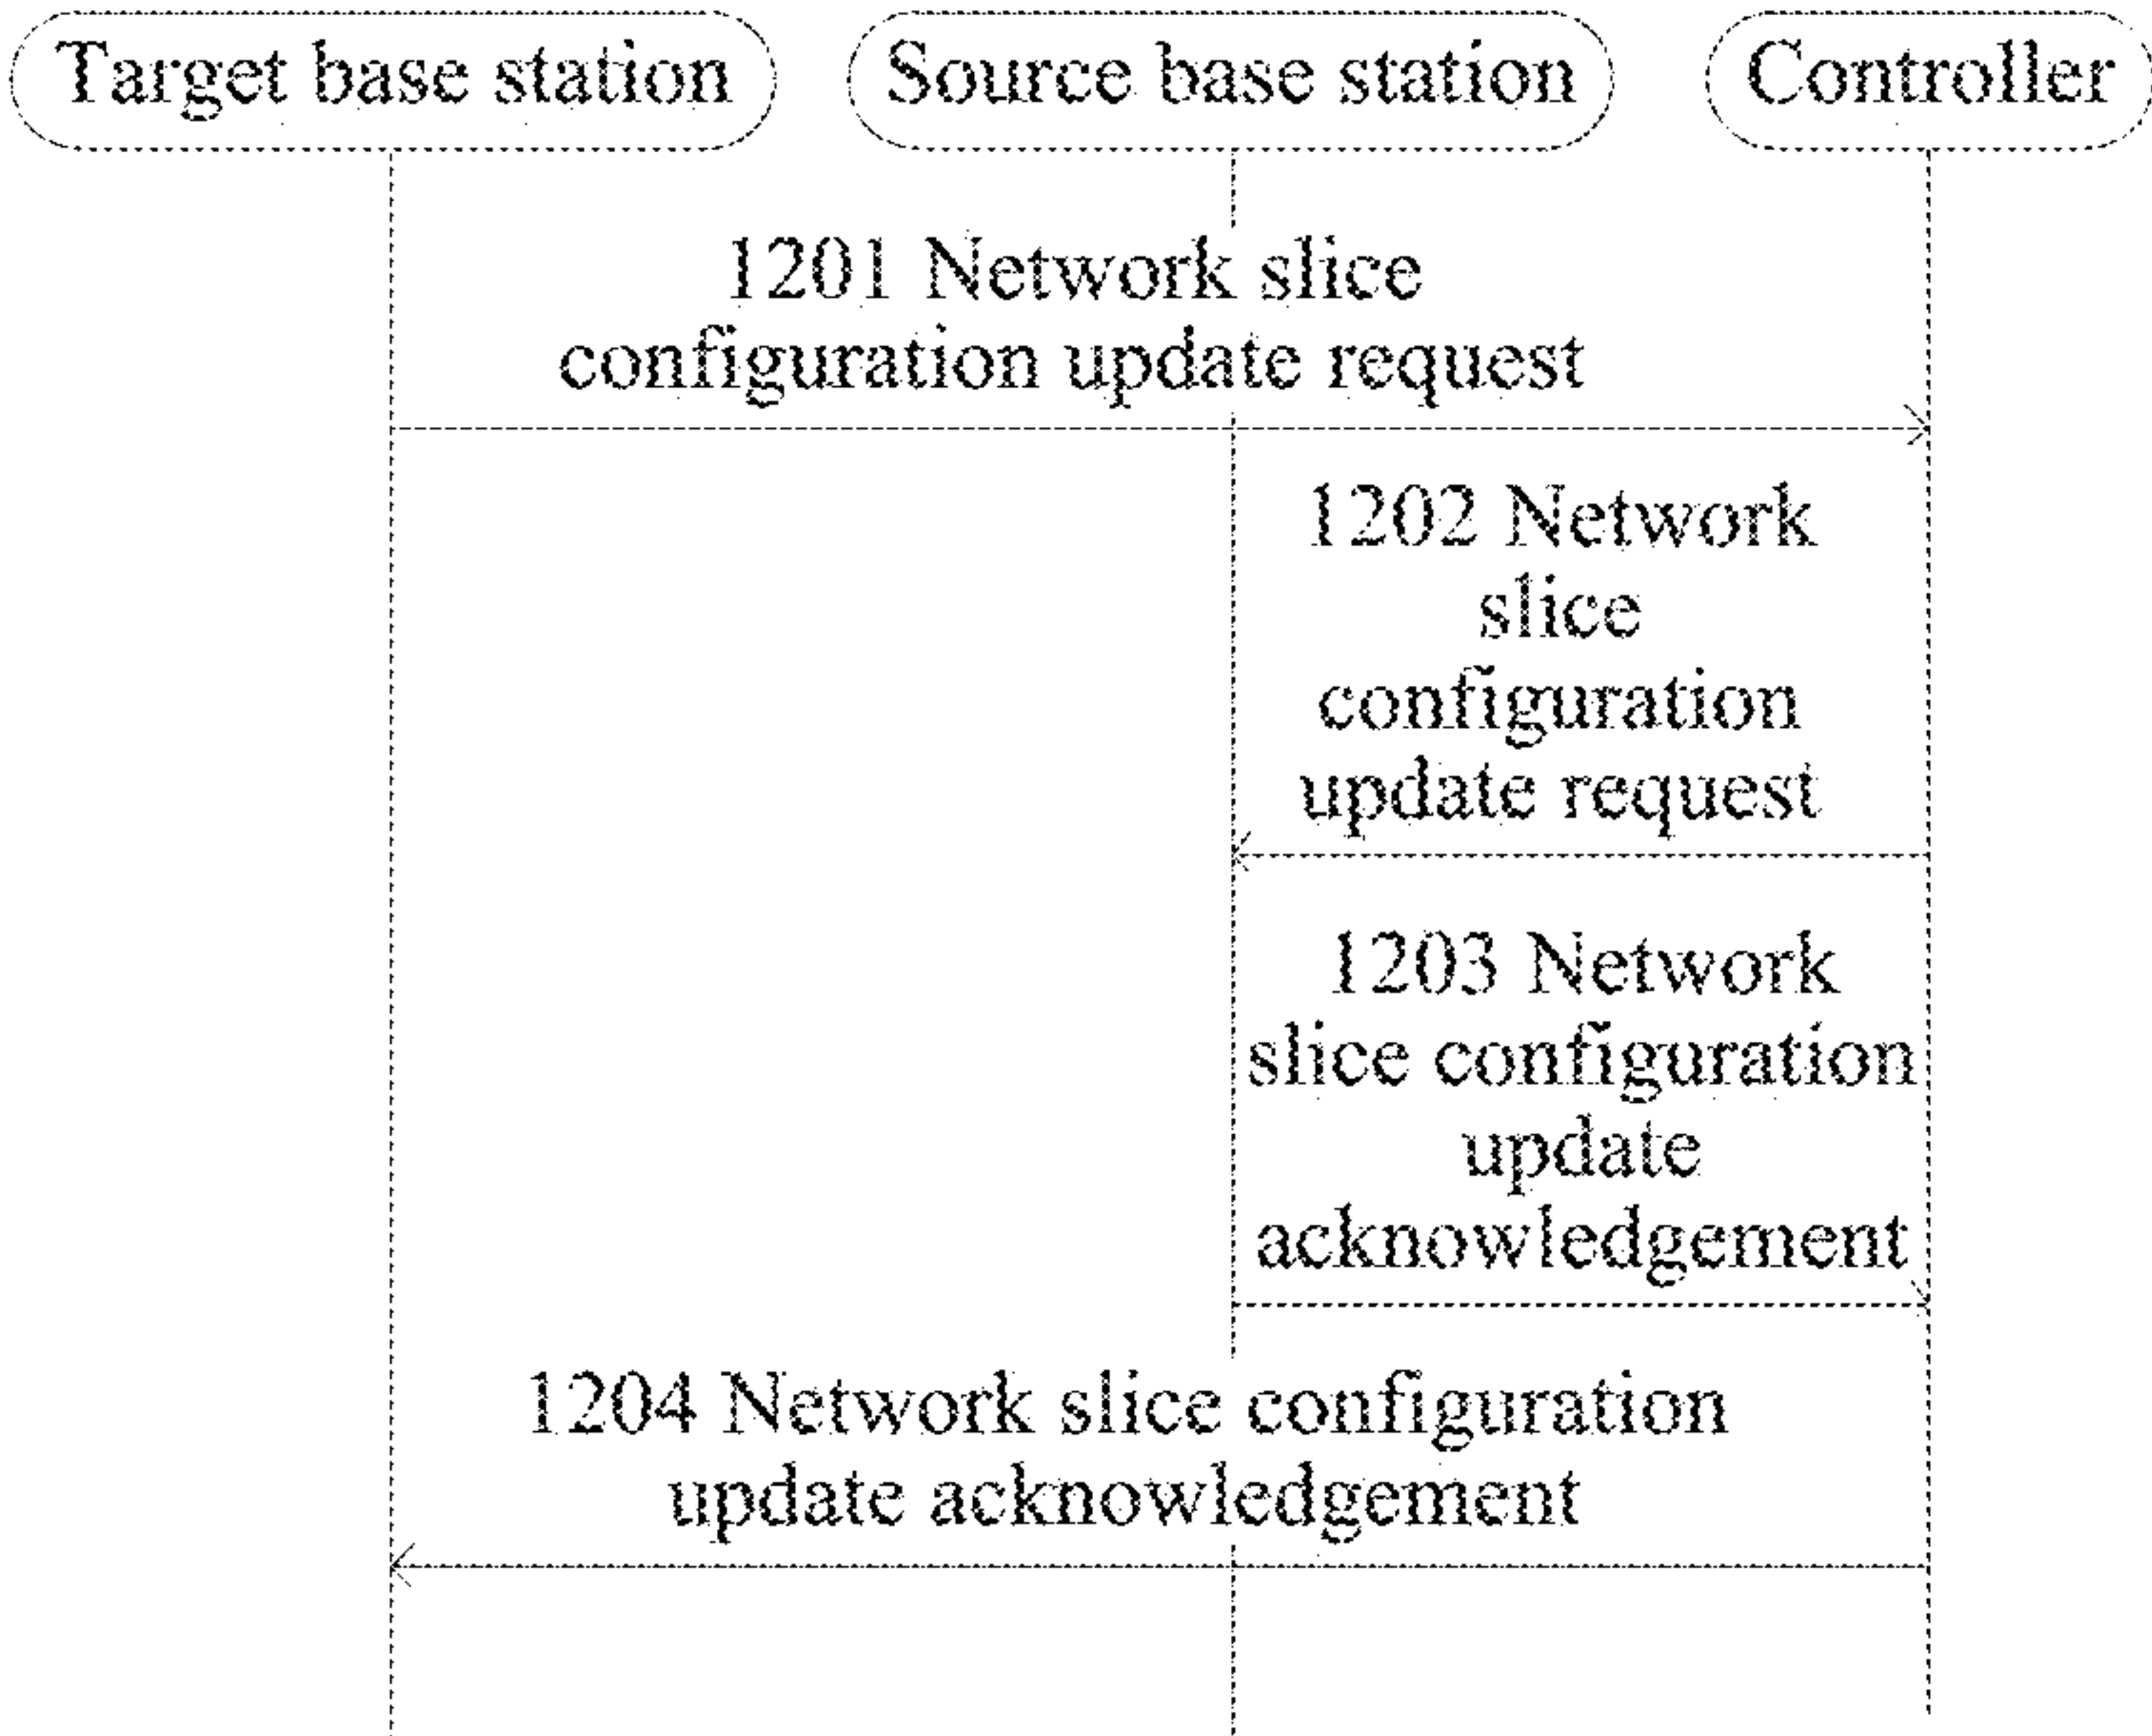 Target base station
Source base station
Controller
1201 Network slice
configuration update request
1202 Network
slice
configuration
update request
1203 Network
slice configuration
update
acknowledgement
1204 Network slice configuration
update acknowledgement